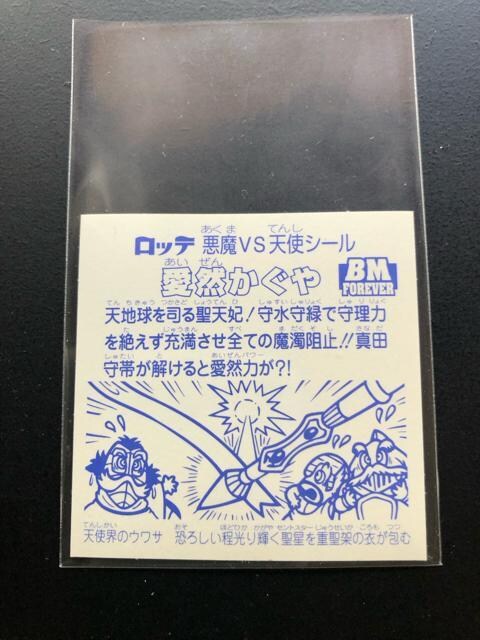 ロッテ 悪魔VS天使シール
愛然かぐや
BM FOREVER
天地球を司る聖天妃!守水守緑で守理力
を絶えず充満させ全ての魔濁阻止!!真田
守帯が解けると愛然力が?!
天使界のウワサ 恐ろしい程光り輝く聖星を重聖架の衣が包む